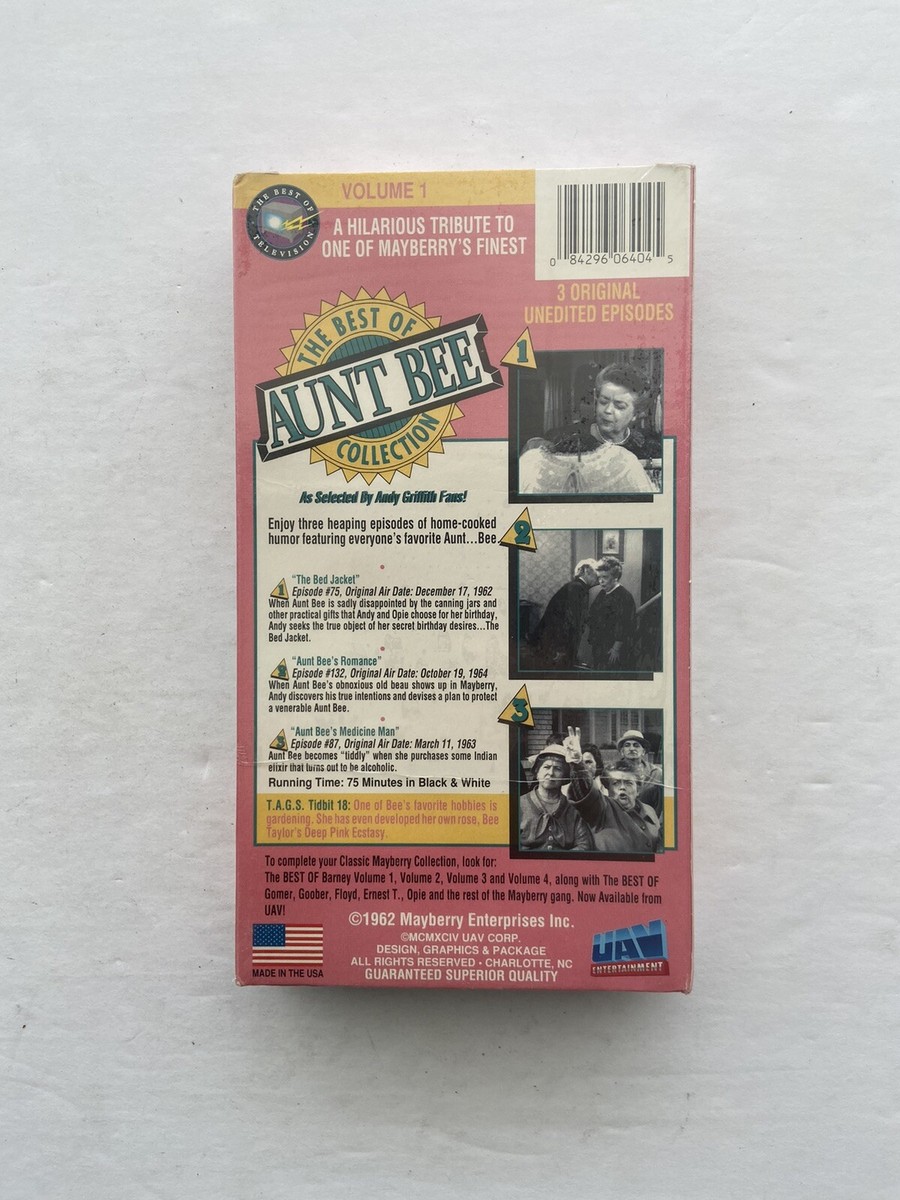 THE BEST OF
TELEVISION
VOLUME 1
A HILARIOUS TRIBUTE TO
ONE OF MAYBERRY'S FINEST
0 84296 06404 5
3 ORIGINAL
UNEDITED EPISODES
THE BEST OF
AUNT BEE
COLLECTION
As Selected By Andy Griffith Fans!
Enjoy three heaping episodes of home-cooked
humor featuring everyone's favorite Aunt...Bee.
1
"The Bed Jacket"
Episode #75, Original Air Date: December 17, 1962
When Aunt Bee is sadly disappointed by the canning jars and
other practical gifts that Andy and Opie choose for her birthday,
Andy seeks the true object of her secret birthday desires...The
Bed Jacket.
2
"Aunt Bee's Romance"
Episode #132, Original Air Date: October 19, 1964
When Aunt Bee's obnoxious old beau shows up in Mayberry,
Andy discovers his true intentions and devises a plan to protect
a venerable Aunt Bee.
3
"Aunt Bee's Medicine Man"
Episode #87, Original Air Date: March 11, 1963
Aunt Bee becomes "tiddly" when she purchases some Indian
elixir that turns out to be alcoholic.
Running Time: 75 Minutes in Black & White
T.A.G.S. Tidbit 18: One of Bee's favorite hobbies is
gardening. She has even developed her own rose, Bee
Taylor's Deep Pink Ecstasy.
1
2
3
To complete your Classic Mayberry Collection, look for:
The BEST OF Barney Volume 1, Volume 2, Volume 3 and Volume 4, along with The BEST OF
Gomer, Goober, Floyd, Ernest T., Opie and the rest of the Mayberry gang. Now Available from
UAV!
©1962 Mayberry Enterprises Inc.
©MCMXCIV UAV CORP.
DESIGN, GRAPHICS & PACKAGE
ALL RIGHTS RESERVED • CHARLOTTE, NC
GUARANTEED SUPERIOR QUALITY
MADE IN THE USA
UAV
ENTERTAINMENT